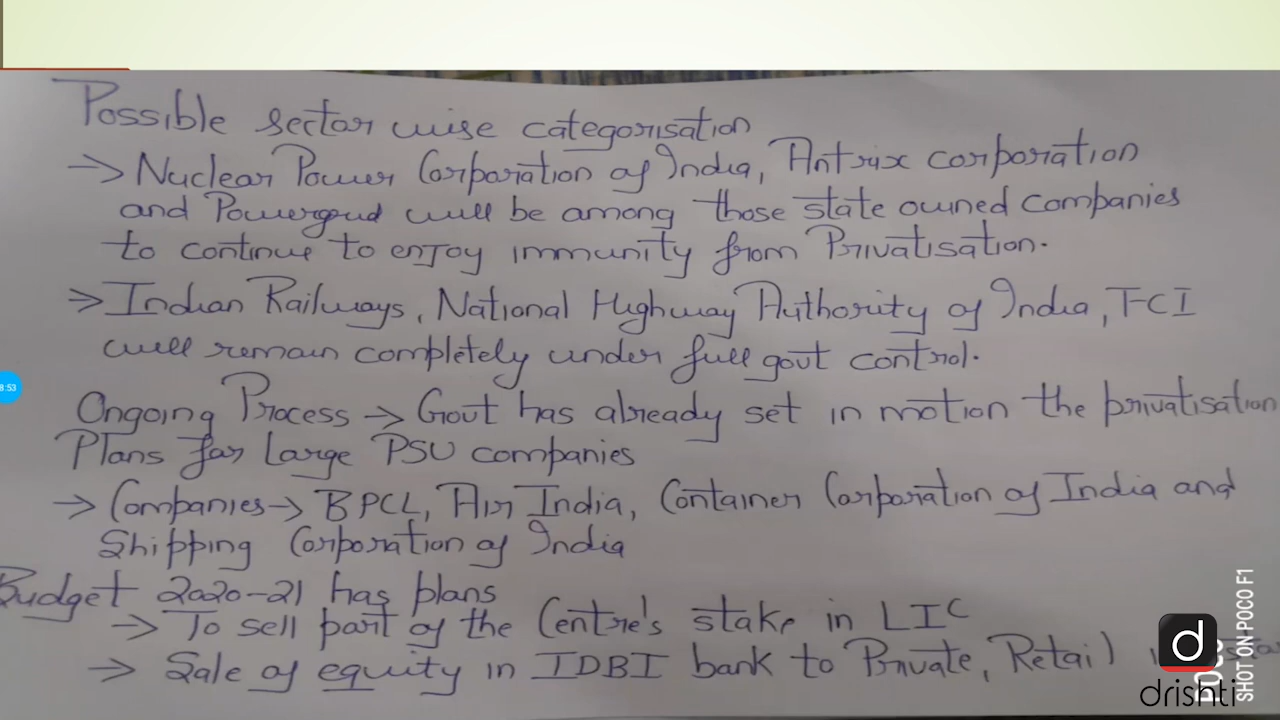 Possible sector wise categorisation
→ Nuclear Power Corporation of India, Antrix corporation
and Powergrid will be among those state owned companies
to continue to enjoy immunity from Privatisation.
→ Indian Railways, National Highway Authority of India, FCI
will remain completely under full govt control.
Ongoing Process → Govt has already set in motion the privatisation
Plans for large PSU companies
→ Companies → BPCL, Air India, Container Corporation of India and
Shipping Corporation of India
Budget 2020-21 has plans
→ To sell part of the Centre's stake in LIC
→ Sale of equity in IDBI bank to Private, Retail
8:53
SHOT ON POCO F1
d
drishti